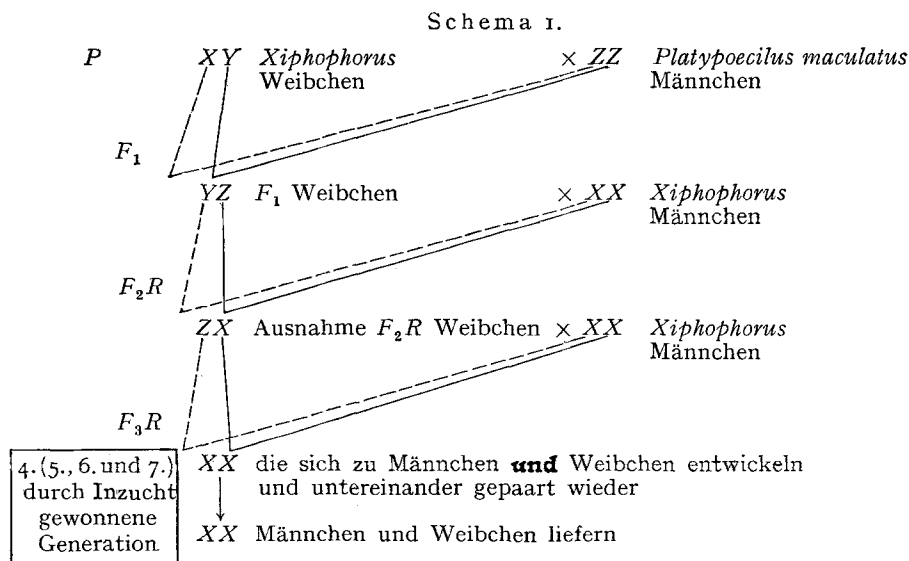 Schema 1.
P XY Xiphophorus × ZZ Platypoecilus maculatus
Weibchen Männchen
F₁
YZ F₁ Weibchen × XX Xiphophorus
Männchen
F₂R
ZX Ausnahme F₂R Weibchen × XX Xiphophorus
Männchen
F₃R
4. (5., 6. und 7.)
durch Inzucht
gewonnene
Generation
XX die sich zu Männchen und Weibchen entwickeln
und untereinander gepaart wieder
XX Männchen und Weibchen liefern